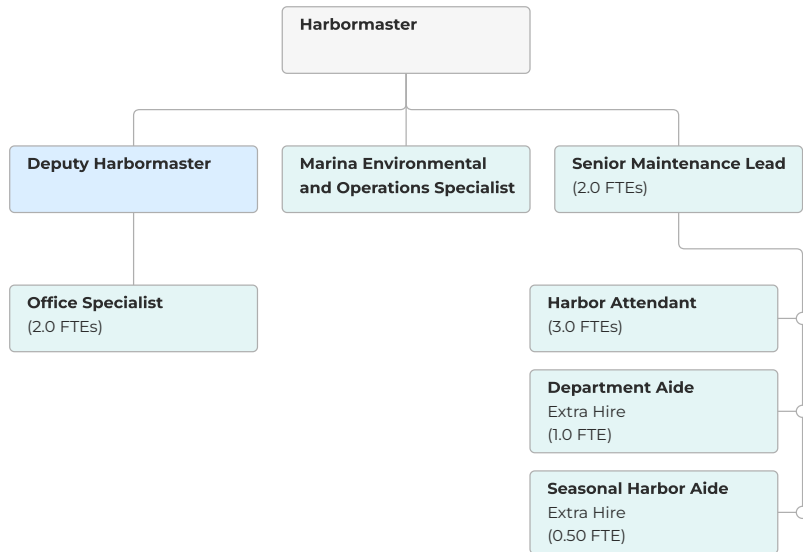 Harbormaster
Deputy Harbormaster
Marina Environmental
and Operations Specialist
Senior Maintenance Lead
(2.0 FTEs)
Office Specialist
(2.0 FTEs)
Harbor Attendant
(3.0 FTEs)
Department Aide
Extra Hire
(1.0 FTE)
Seasonal Harbor Aide
Extra Hire
(0.50 FTE)